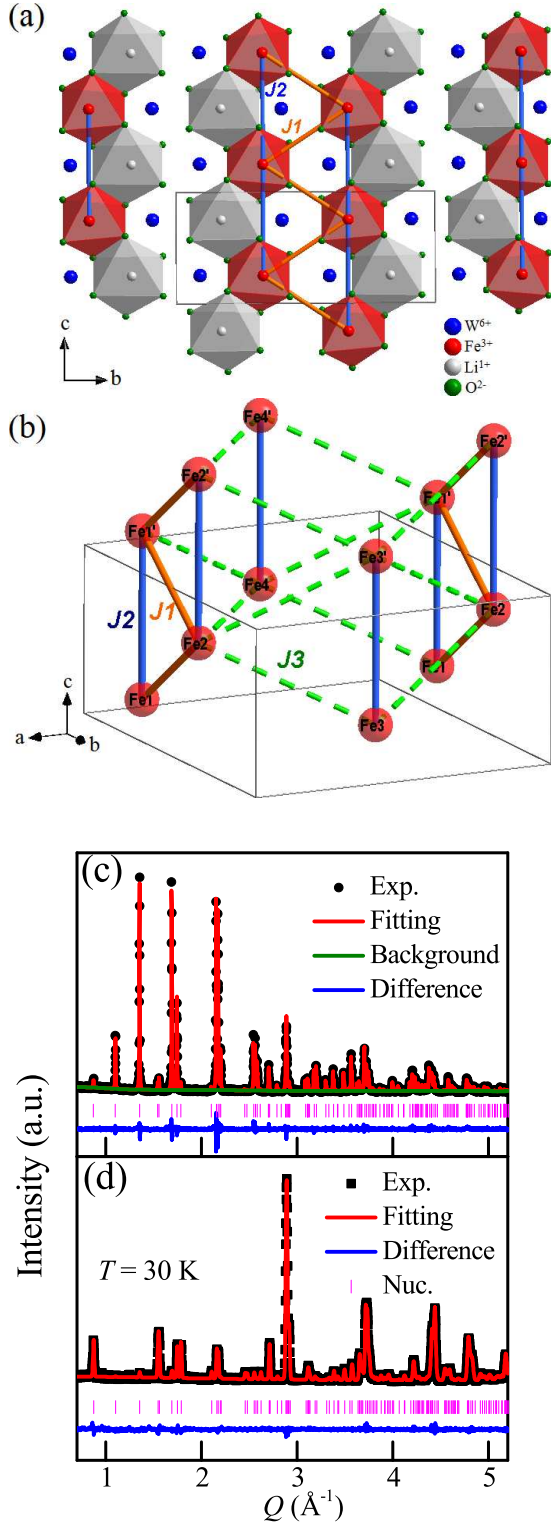 (a)
J2
J1
W6+
Fe3+
Li1+
O2-
c
b
(b)
Fe4'
Fe2'
Fe2'
Fe1'
Fe1'
Fe3'
Fe4
Fe2
J2
J1
Fe2
J3
Fe1
Fe1
Fe3
c
a
b
(c)
Exp.
Fitting
Background
Difference
(d)
Exp.
Fitting
Difference
Nuc.
T = 30 K
Intensity (a.u.)
1 2 3 4 5
Q (Å-1)